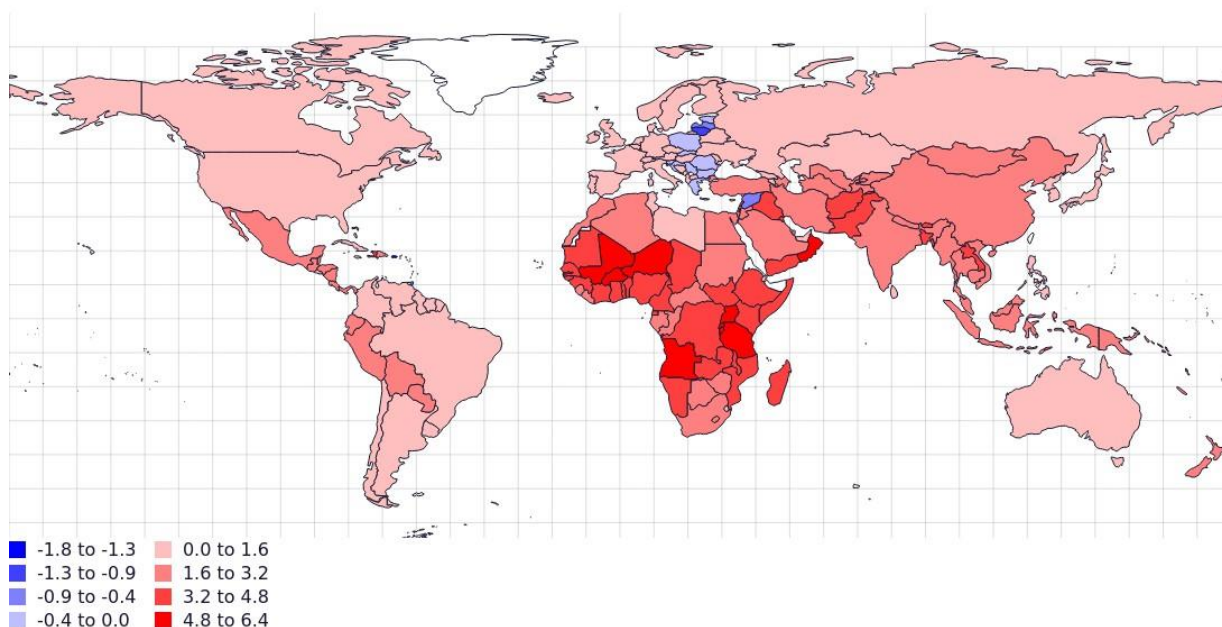 -1.8 to -1.3
-1.3 to -0.9
-0.9 to -0.4
-0.4 to 0.0
0.0 to 1.6
1.6 to 3.2
3.2 to 4.8
4.8 to 6.4